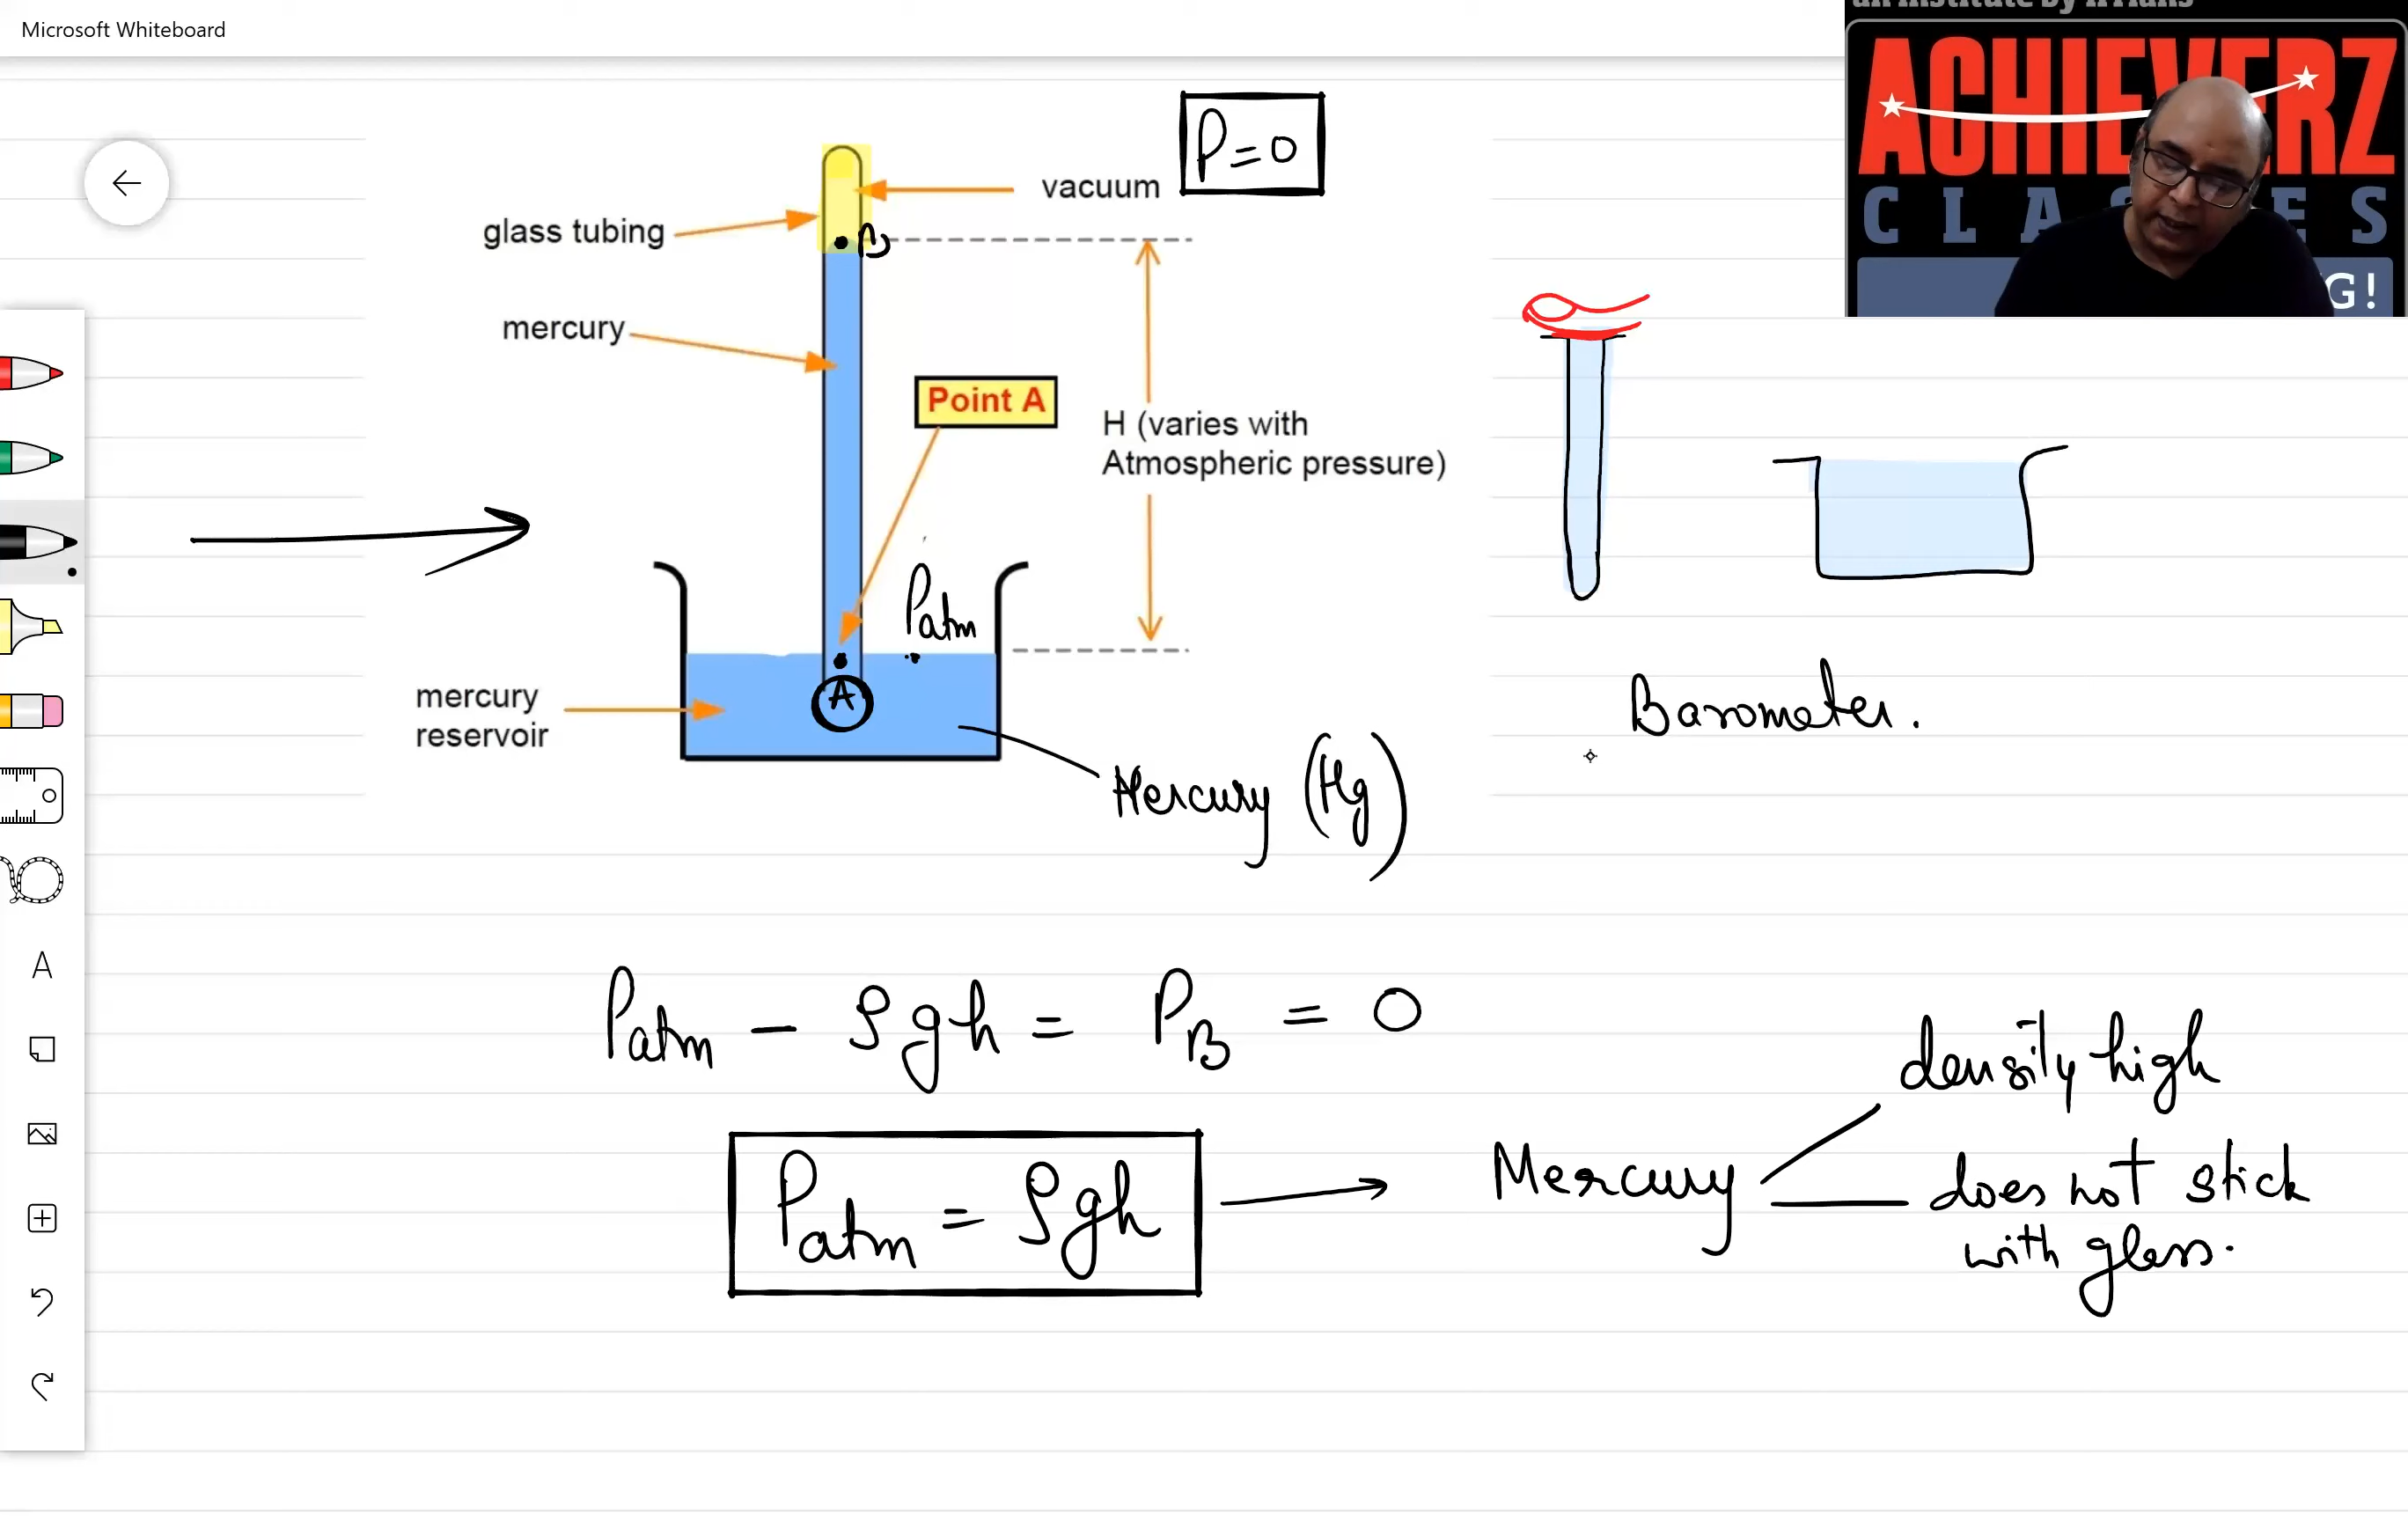 Microsoft Whiteboard
ACHIEVERZ
G!
P=0
vacuum
glass tubing
B
mercury
Point A
H (varies with
Atmospheric pressure)
Patm
A
mercury
reservoir
Mercury (Hg)
Barometer.
Patm - ρgh = PB = 0
Patm = ρgh
Mercury
density high
does not stick
with glass.
A